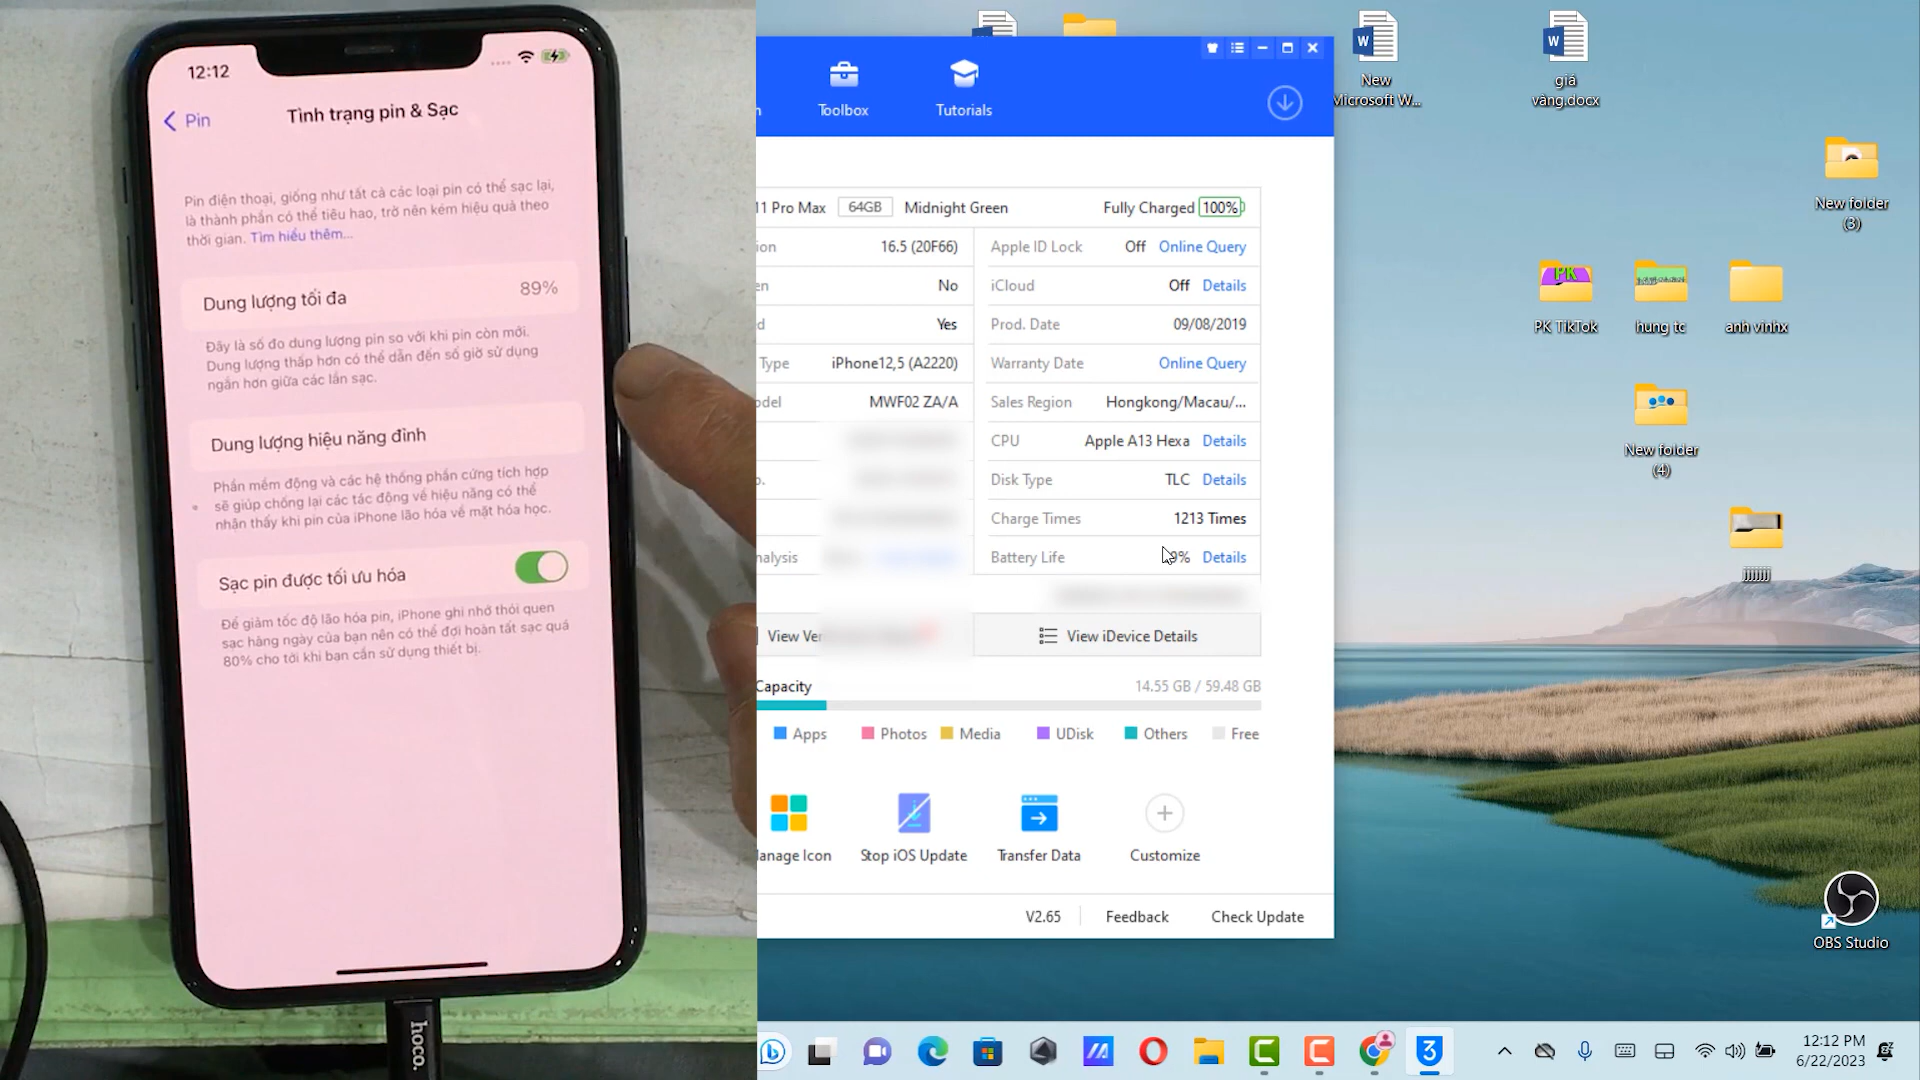 12:12
Pin
Tình trạng pin & Sạc
Pin điện thoại, giống như tất cả các loại pin có thể sạc lại,
là thành phần có thể tiêu hao, trở nên kém hiệu quả theo
thời gian. Tìm hiểu thêm...
Dung lượng tối đa 89%
Đây là số đo dung lượng pin so với khi pin còn mới.
Dung lượng thấp hơn có thể dẫn đến số giờ sử dụng
ngắn hơn giữa các lần sạc.
Dung lượng hiệu năng đỉnh
Phần mềm động và các hệ thống phần cứng tích hợp
sẽ giúp chống lại các tác động về hiệu năng có thể
nhận thấy khi pin của iPhone lão hóa về mặt hóa học.
Sạc pin được tối ưu hóa
Để giảm tốc độ lão hóa pin, iPhone ghi nhớ thói quen
sạc hàng ngày của bạn nên có thể đợi hoàn tất sạc quá
80% cho tới khi bạn cần sử dụng thiết bị.
hoco.
Toolbox
Tutorials
11 Pro Max 64GB Midnight Green Fully Charged 100%
16.5 (20F66) Apple ID Lock Off Online Query
No iCloud Off Details
Yes Prod. Date 09/08/2019
Type iPhone12,5 (A2220) Warranty Date Online Query
MWF02 ZA/A Sales Region Hongkong/Macau/...
CPU Apple A13 Hexa Details
Disk Type TLC Details
Charge Times 1213 Times
Battery Life 9% Details
View iDevice Details
Capacity 14.55 GB / 59.48 GB
Apps Photos Media UDisk Others Free
Stop iOS Update
Transfer Data
Customize
V2.65 Feedback Check Update
New
Microsoft W...
giá
vàng.docx
New folder
(3)
PK
PK TikTok
hung tc
anh vinhx
New folder
(4)
jjjjjjj
OBS Studio
3
12:12 PM
6/22/2023